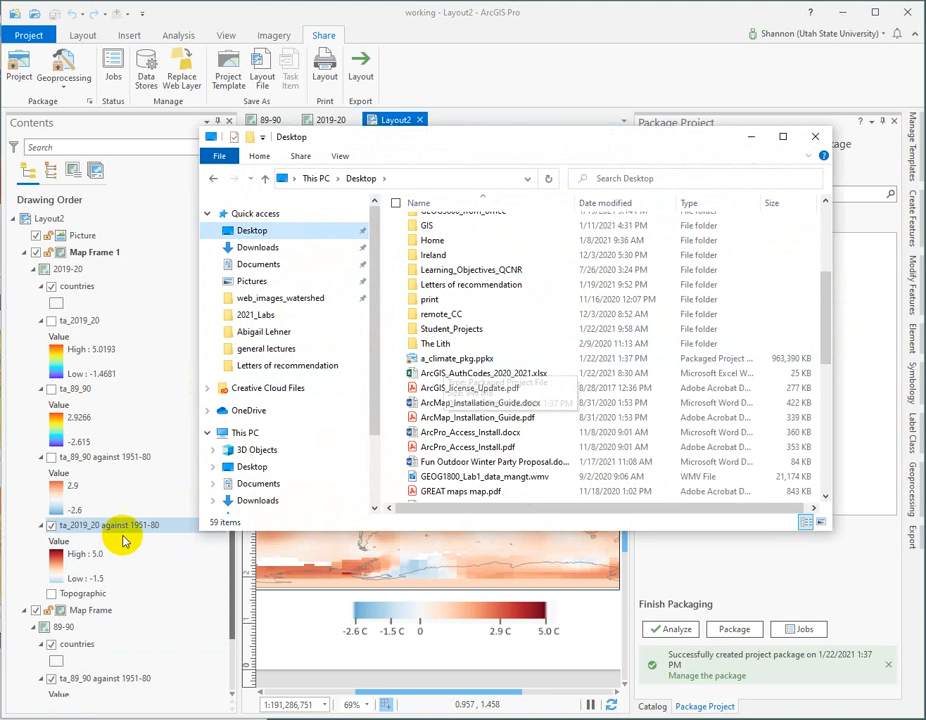 working - Layout2 - ArcGIS Pro
Project Layout Insert Analysis View Imagery Share
Shannon (Utah State University)
Project Geoprocessing Jobs Data Stores Replace Web Layer Project Template Layout File Task Item Layout Layout
Package Status Manage Save As Print Export
Contents
Search
Drawing Order
Layout2
Picture
Map Frame 1
2019-20
countries
ta_2019_20
Value
High : 5.0193
Low : -1.4681
ta_89_90
Value
2.9266
-2.615
ta_89_90 against 1951-80
Value
2.9
-2.6
ta_2019_20 against 1951-80
Value
High : 5.0
Low : -1.5
Topographic
Map Frame
89-90
countries
ta_89_90 against 1951-80
Value
89-90 2019-20 Layout2
Desktop
File Home Share View
This PC Desktop
Search Desktop
Quick access
Desktop
Downloads
Documents
Pictures
web_images_watershed
2021_Labs
Abigail Lehner
general lectures
Letters of recommendation
Creative Cloud Files
OneDrive
This PC
3D Objects
Desktop
Documents
Downloads
59 items
Name Date modified Type Size
GIS 1/11/2021 4:31 PM File folder
Home 1/8/2021 9:36 AM File folder
Ireland 12/3/2020 5:30 PM File folder
Learning_Objectives_QCNR 7/26/2020 3:24 PM File folder
Letters of recommendation 1/19/2021 9:52 PM File folder
print 11/16/2020 12:07 PM File folder
remote_CC 12/3/2020 8:52 AM File folder
Student_Projects 1/22/2021 9:58 AM File folder
The Lith 2/9/2020 11:13 AM File folder
a_climate_pkg.ppkx 1/22/2021 1:37 PM Packaged Project ... 963,390 KB
ArcGIS_AuthCodes_2020_2021.xlsx 1/22/2021 8:30 AM Microsoft Excel W... 25 KB
ArcGIS_license_Update.pdf 8/28/2017 12:36 PM Adobe Acrobat D... 277 KB
ArcMap_Installation_Guide.docx 8/31/2020 1:53 PM Microsoft Word D... 422 KB
ArcMap_Installation_Guide.pdf 8/31/2020 1:53 PM Adobe Acrobat D... 339 KB
ArcPro_Access_Install.docx 11/8/2020 9:01 AM Microsoft Word D... 360 KB
ArcPro_Access_Install.pdf 11/8/2020 9:01 AM Adobe Acrobat D... 353 KB
Fun Outdoor Winter Party Proposal.do... 1/17/2021 11:08 AM Microsoft Word D... 84 KB
GEOG1800_Lab1_data_mangt.wmv 9/2/2020 9:06 AM WMV File 21,174 KB
GREAT maps map.pdf 11/18/2020 1:02 PM Adobe Acrobat D... 843 KB
Type: Packaged Project File
-2.6 C -1.5 C 0 2.9 C 5.0 C
1:191,286,751 69% 0.957, 1.458
Package Project
Finish Packaging
Analyze Package Jobs
Successfully created project package on 1/22/2021 1:37
PM
Manage the package
Catalog Package Project
Manage Templates
Create Features
Modify Features
Element
Symbology
Label Class
Geoprocessing
Export